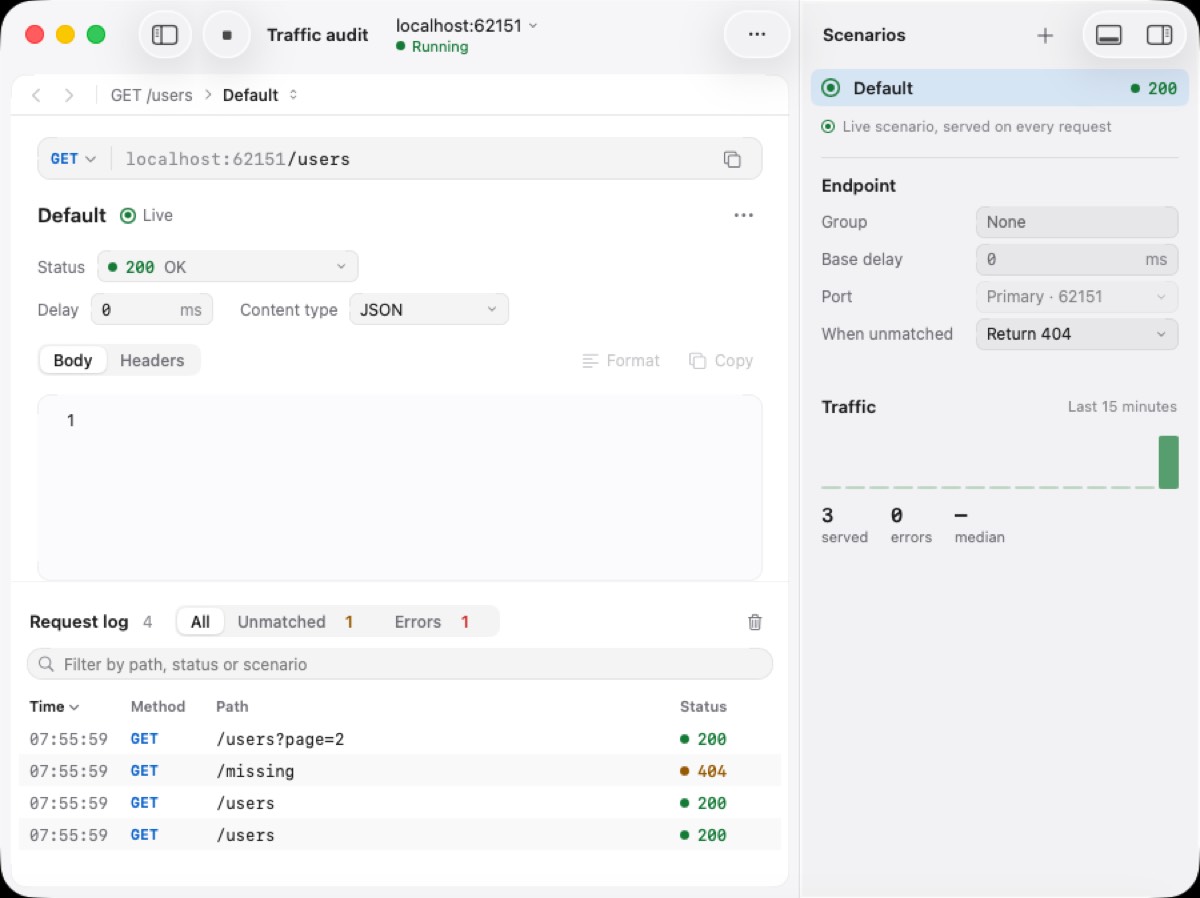 Traffic audit
localhost:62151
Running
GET /users > Default
GET localhost:62151/users
Default Live
Status 200 OK
Delay 0 ms Content type JSON
Body Headers Format Copy
1
Request log 4 All Unmatched 1 Errors 1
Filter by path, status or scenario
Time Method Path Status
07:55:59 GET /users?page=2 200
07:55:59 GET /missing 404
07:55:59 GET /users 200
07:55:59 GET /users 200
Scenarios
Default 200
Live scenario, served on every request
Endpoint
Group None
Base delay 0 ms
Port Primary · 62151
When unmatched Return 404
Traffic Last 15 minutes
3 0 –
served errors median